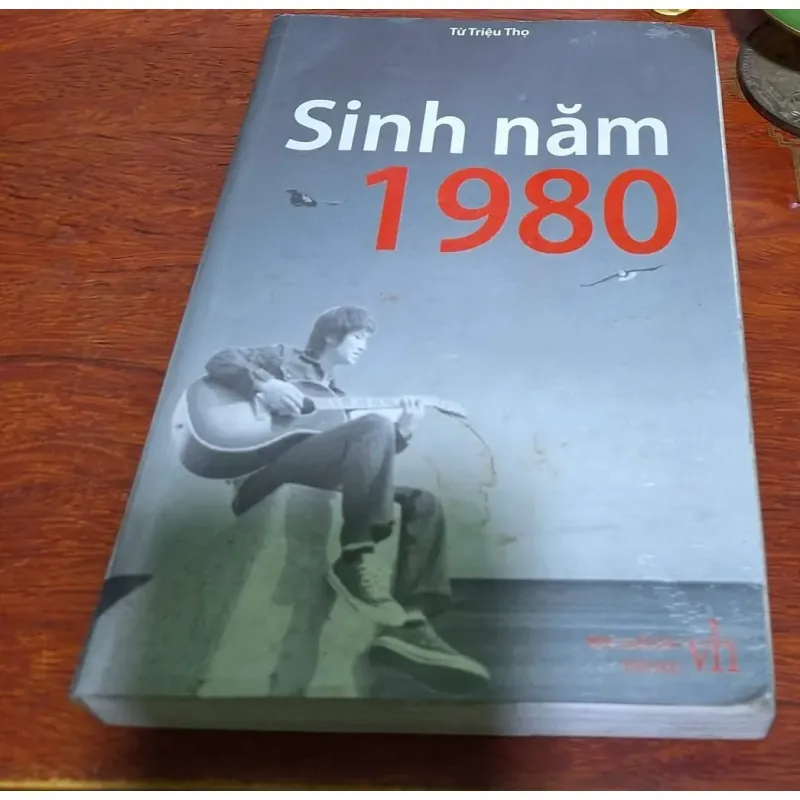 Từ Triệu Thọ
Sinh năm
1980
vh